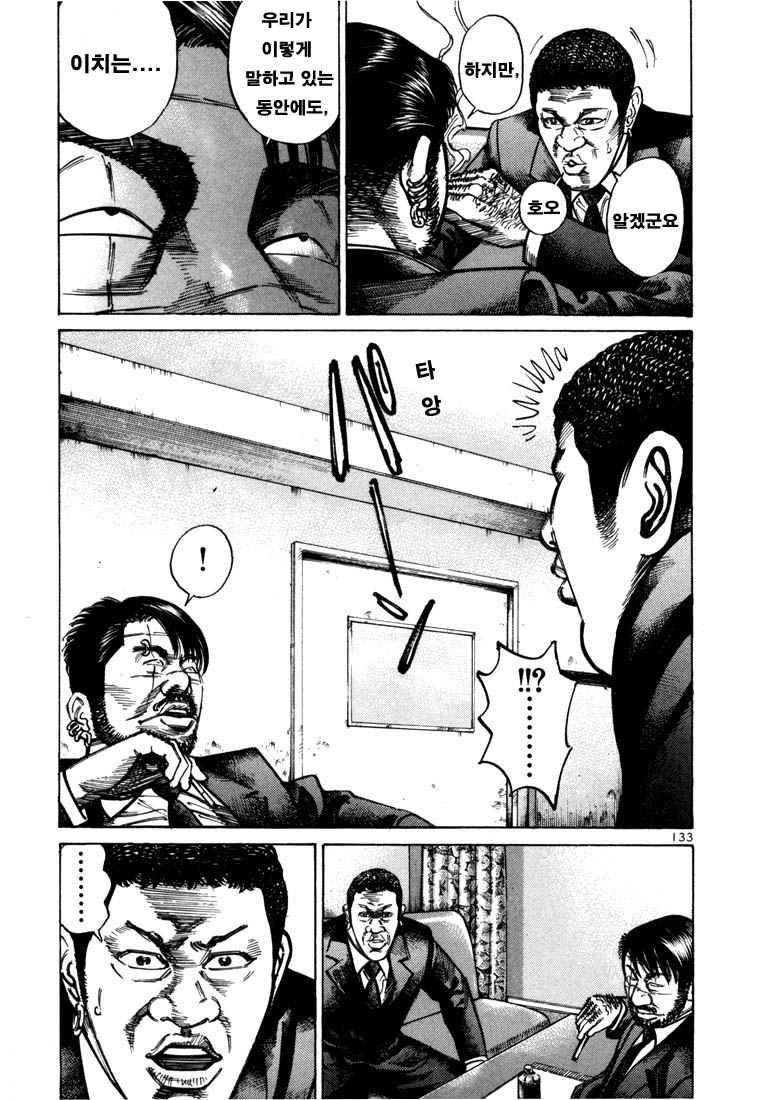 하지만,
호오
알겠군요
우리가
이렇게
말하고 있는
동안에도,
이치는....
타
앙
!
!!?
........
133
......